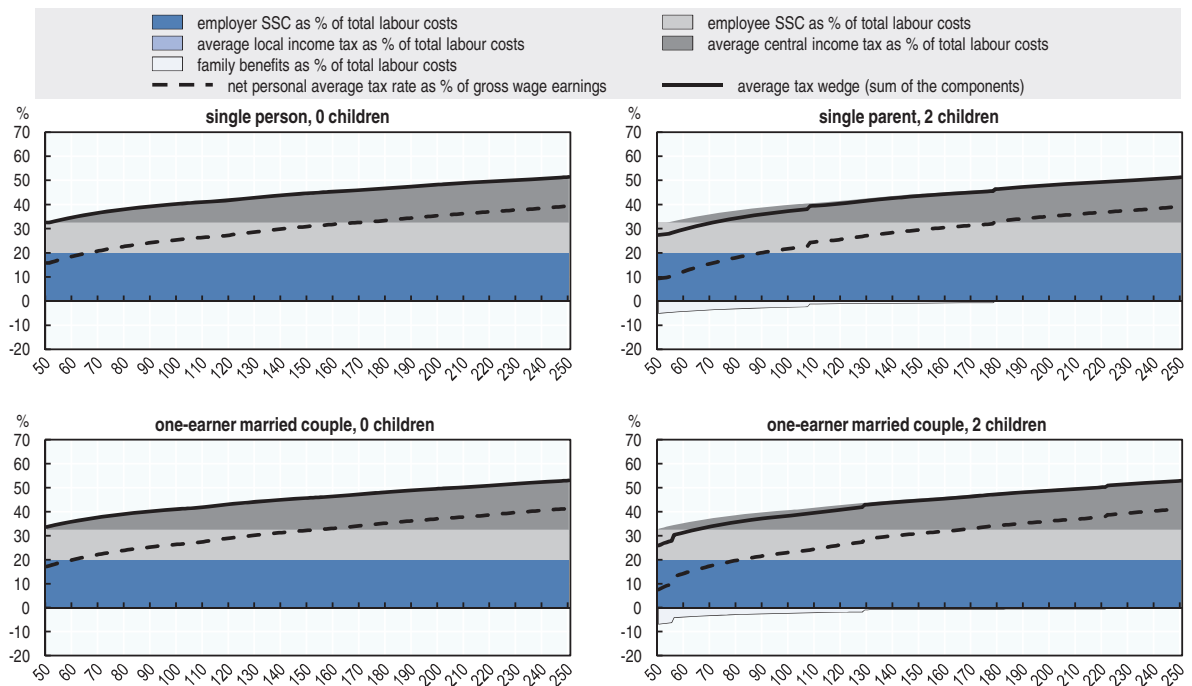 employer SSC as % of total labour costs
employee SSC as % of total labour costs
average local income tax as % of total labour costs
average central income tax as % of total labour costs
family benefits as % of total labour costs
net personal average tax rate as % of gross wage earnings
average tax wedge (sum of the components)
%
single person, 0 children
70
60
50
40
30
20
10
0
-10
-20
50 60 70 80 90 100 110 120 130 140 150 160 170 180 190 200 210 220 230 240 250
%
single parent, 2 children
70
60
50
40
30
20
10
0
-10
-20
50 60 70 80 90 100 110 120 130 140 150 160 170 180 190 200 210 220 230 240 250
%
one-earner married couple, 0 children
70
60
50
40
30
20
10
0
-10
-20
50 60 70 80 90 100 110 120 130 140 150 160 170 180 190 200 210 220 230 240 250
%
one-earner married couple, 2 children
70
60
50
40
30
20
10
0
-10
-20
50 60 70 80 90 100 110 120 130 140 150 160 170 180 190 200 210 220 230 240 250